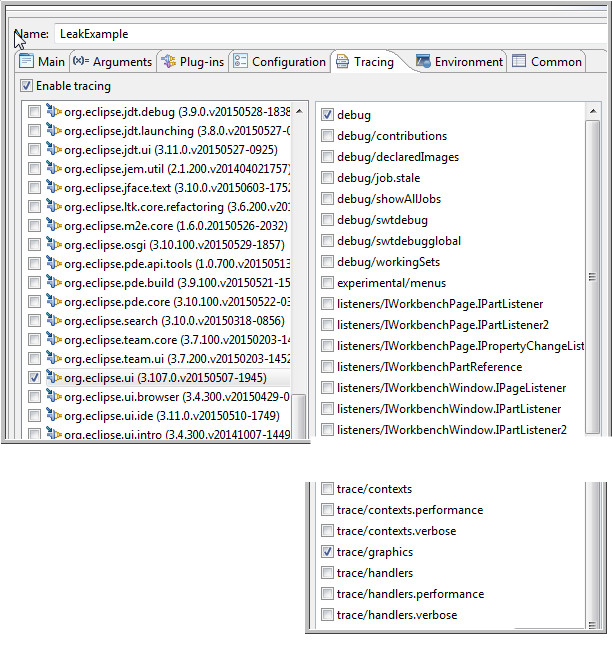 Name: LeakExample
Main (x)= Arguments Plug-ins Configuration Tracing Environment Common
Enable tracing
org.eclipse.jdt.debug (3.9.0.v20150528-1838
org.eclipse.jdt.launching (3.8.0.v20150527-0
org.eclipse.jdt.ui (3.11.0.v20150527-0925)
org.eclipse.jem.util (2.1.200.v201404021757)
org.eclipse.jface.text (3.10.0.v20150603-1752
org.eclipse.ltk.core.refactoring (3.6.200.v201
org.eclipse.m2e.core (1.6.0.20150526-2032)
org.eclipse.osgi (3.10.100.v20150529-1857)
org.eclipse.pde.api.tools (1.0.700.v20150513
org.eclipse.pde.build (3.9.100.v20150521-15
org.eclipse.pde.core (3.10.100.v20150522-03
org.eclipse.search (3.10.0.v20150318-0856)
org.eclipse.team.core (3.7.100.v20150203-14
org.eclipse.team.ui (3.7.200.v20150203-1452
org.eclipse.ui (3.107.0.v20150507-1945)
org.eclipse.ui.browser (3.4.300.v20150429-0
org.eclipse.ui.ide (3.11.0.v20150510-1749)
org.eclipse.ui.intro (3.4.300.v20141007-1449
debug
debug/contributions
debug/declaredImages
debug/job.stale
debug/showAllJobs
debug/swtdebug
debug/swtdebugglobal
debug/workingSets
experimental/menus
listeners/IWorkbenchPage.IPartListener
listeners/IWorkbenchPage.IPartListener2
listeners/IWorkbenchPage.IPropertyChangeList
listeners/IWorkbenchPartReference
listeners/IWorkbenchWindow.IPageListener
listeners/IWorkbenchWindow.IPartListener
listeners/IWorkbenchWindow.IPartListener2
trace/contexts
trace/contexts.performance
trace/contexts.verbose
trace/graphics
trace/handlers
trace/handlers.performance
trace/handlers.verbose